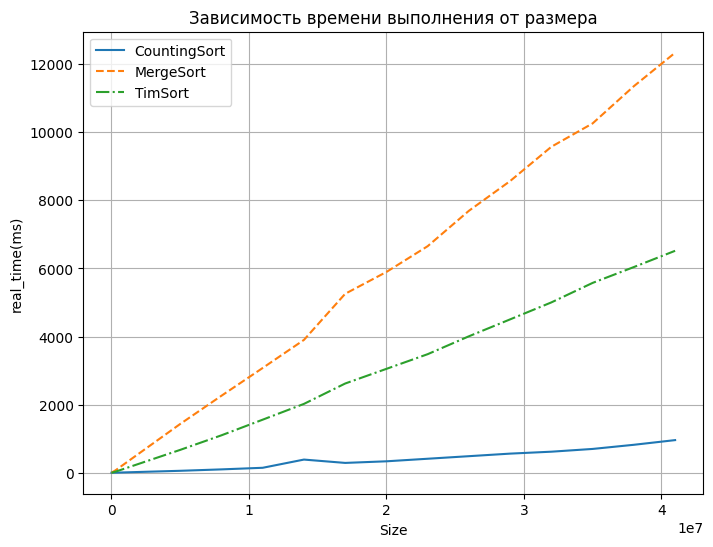 Зависимость времени выполнения от размера
CountingSort
MergeSort
TimSort
12000
10000
8000
6000
4000
2000
0
real_time(ms)
0 1 2 3 4
1e7
Size